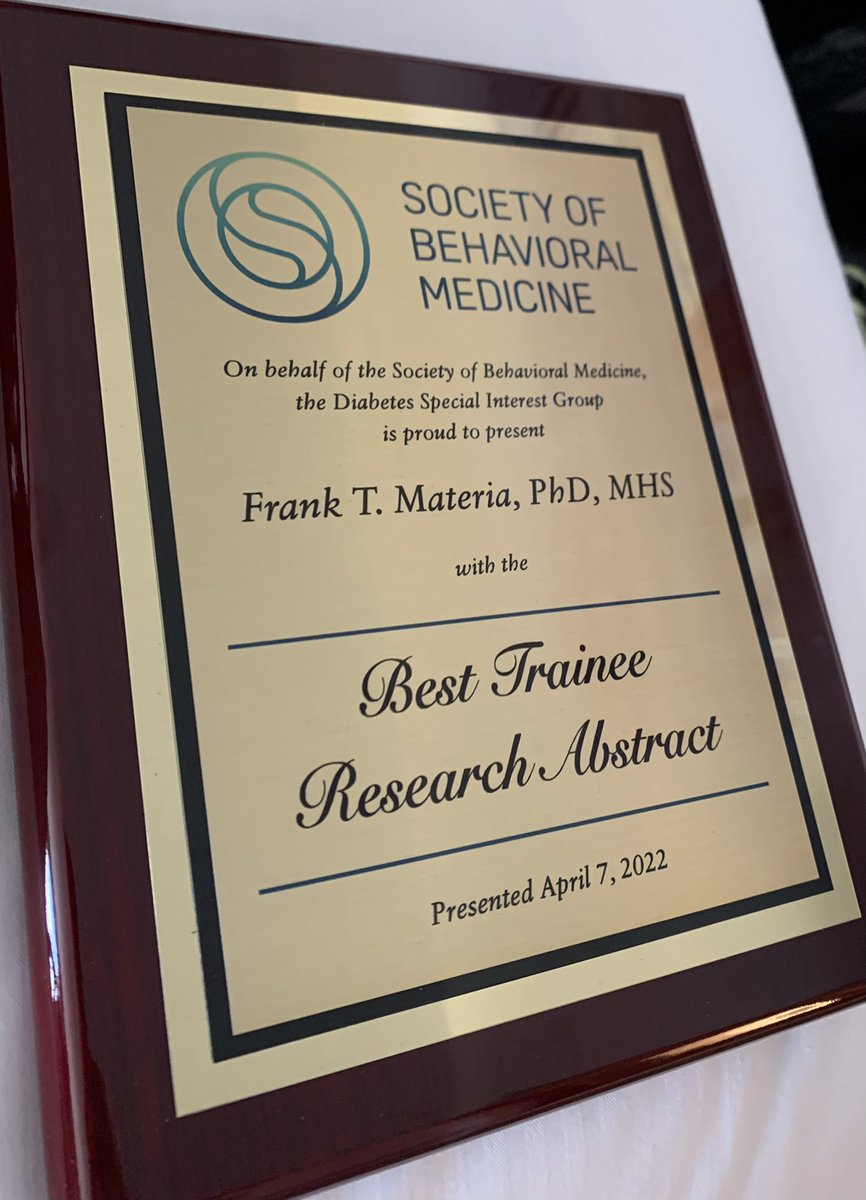 SOCIETY OF
BEHAVIORAL
MEDICINE
On behalf of the Society of Behavioral Medicine,
the Diabetes Special Interest Group
is proud to present
Frank T. Materia, PhD, MHS
with the
Best Trainee
Research Abstract
Presented April 7, 2022